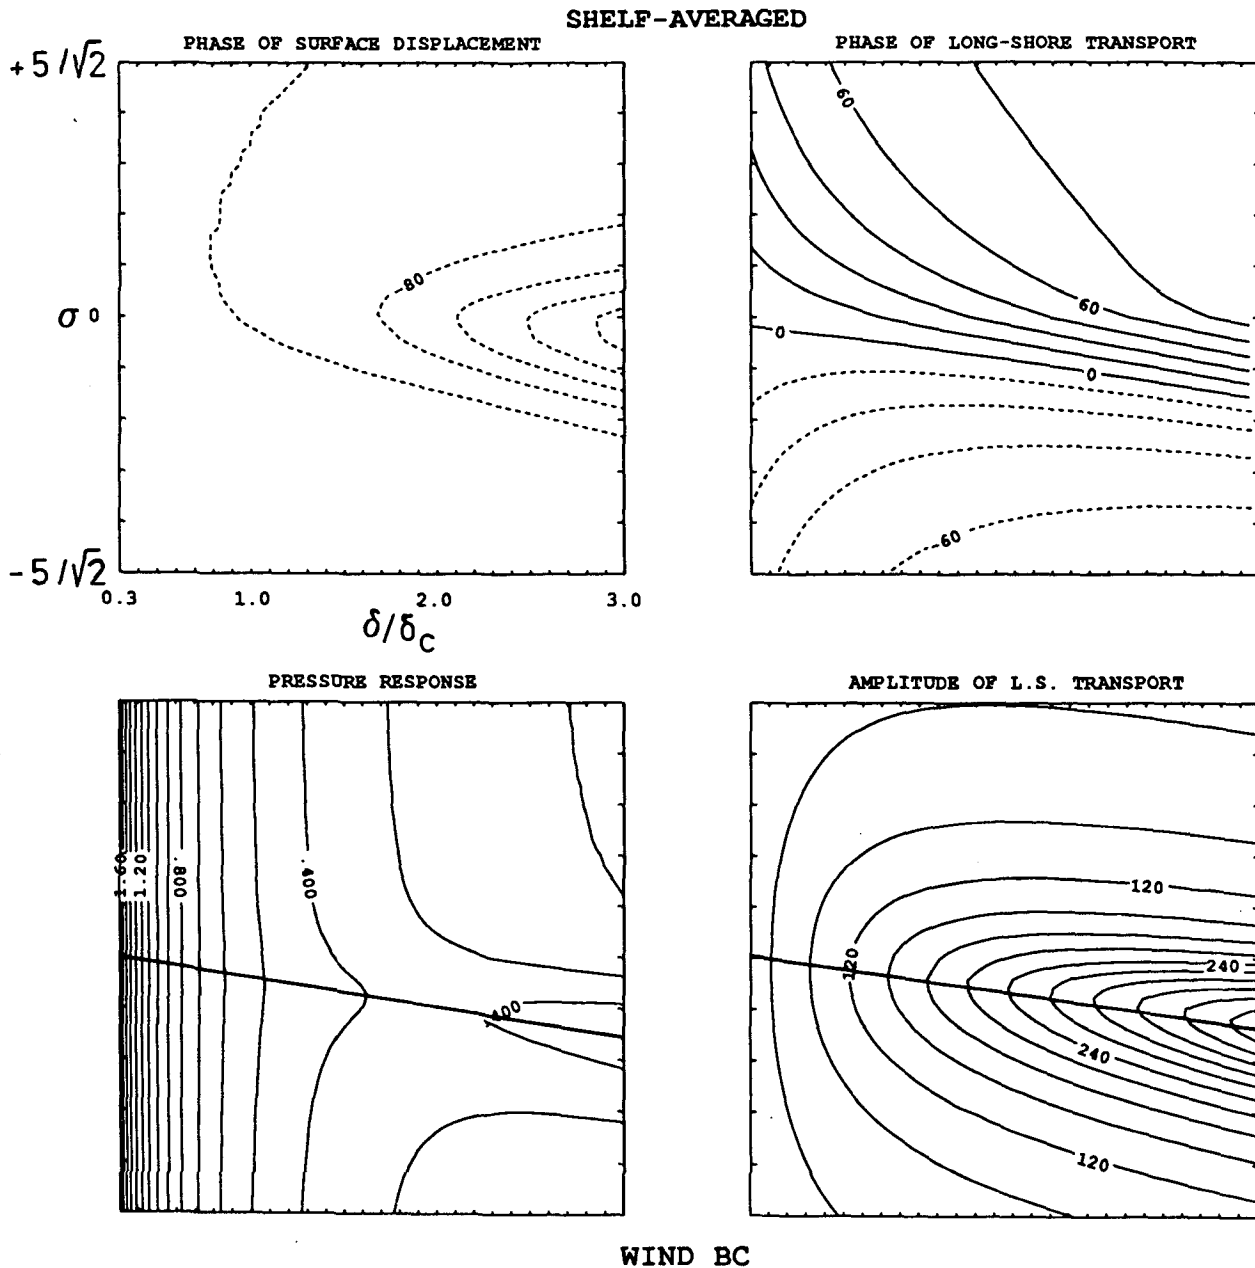 SHELF-AVERAGED
PHASE OF SURFACE DISPLACEMENT
PHASE OF LONG-SHORE TRANSPORT
+5/√2
σ 0
-5/√2
-80
0.3 1.0 2.0 3.0
δ/δC
60
60
0
0
-60
PRESSURE RESPONSE
AMPLITUDE OF L.S. TRANSPORT
1.60
1.20
.800
.400
.400
120
120
240
240
120
WIND BC